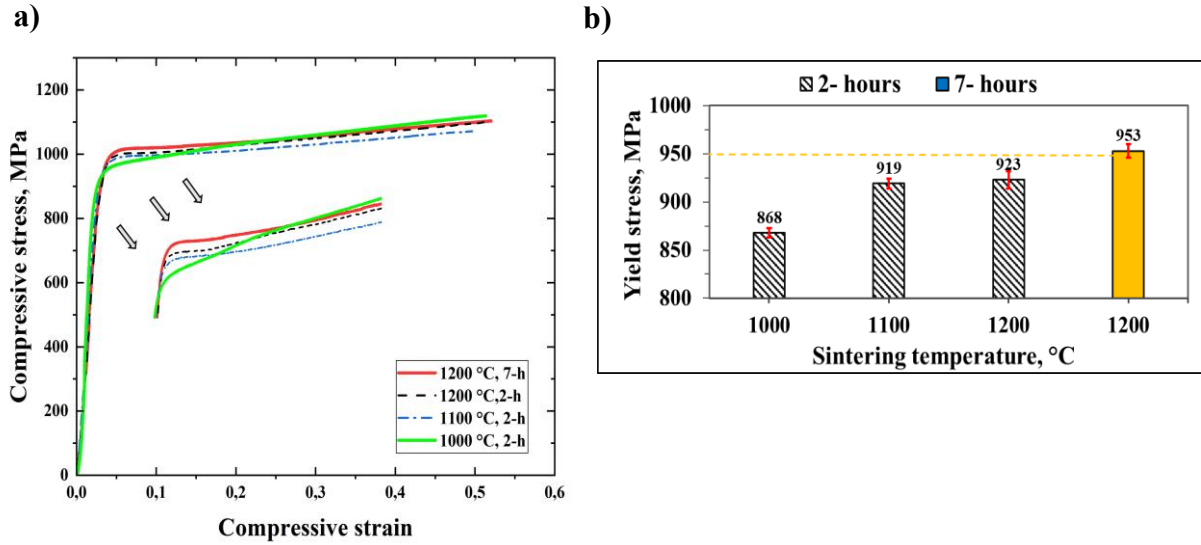 a)
Compressive stress, MPa
1200
1000
800
600
400
200
0
0,0 0,1 0,2 0,3 0,4 0,5 0,6
Compressive strain
1200 °C, 7-h
1200 °C,2-h
1100 °C, 2-h
1000 °C, 2-h
b)
2- hours 7- hours
Yield stress, MPa
1000
950
900
850
800
868
919
923
953
1000 1100 1200 1200
Sintering temperature, °C